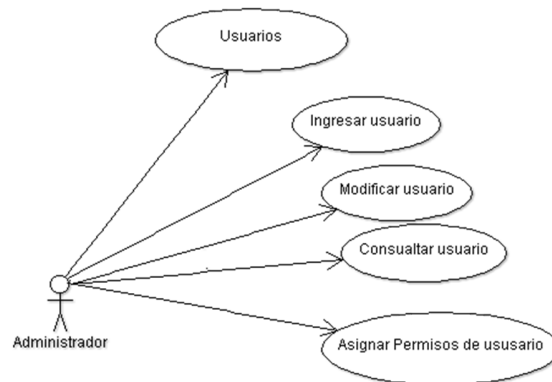 Usuarios
Ingresar usuario
Modificar usuario
Consualtar usuario
Administrador
Asignar Permisos de ususario